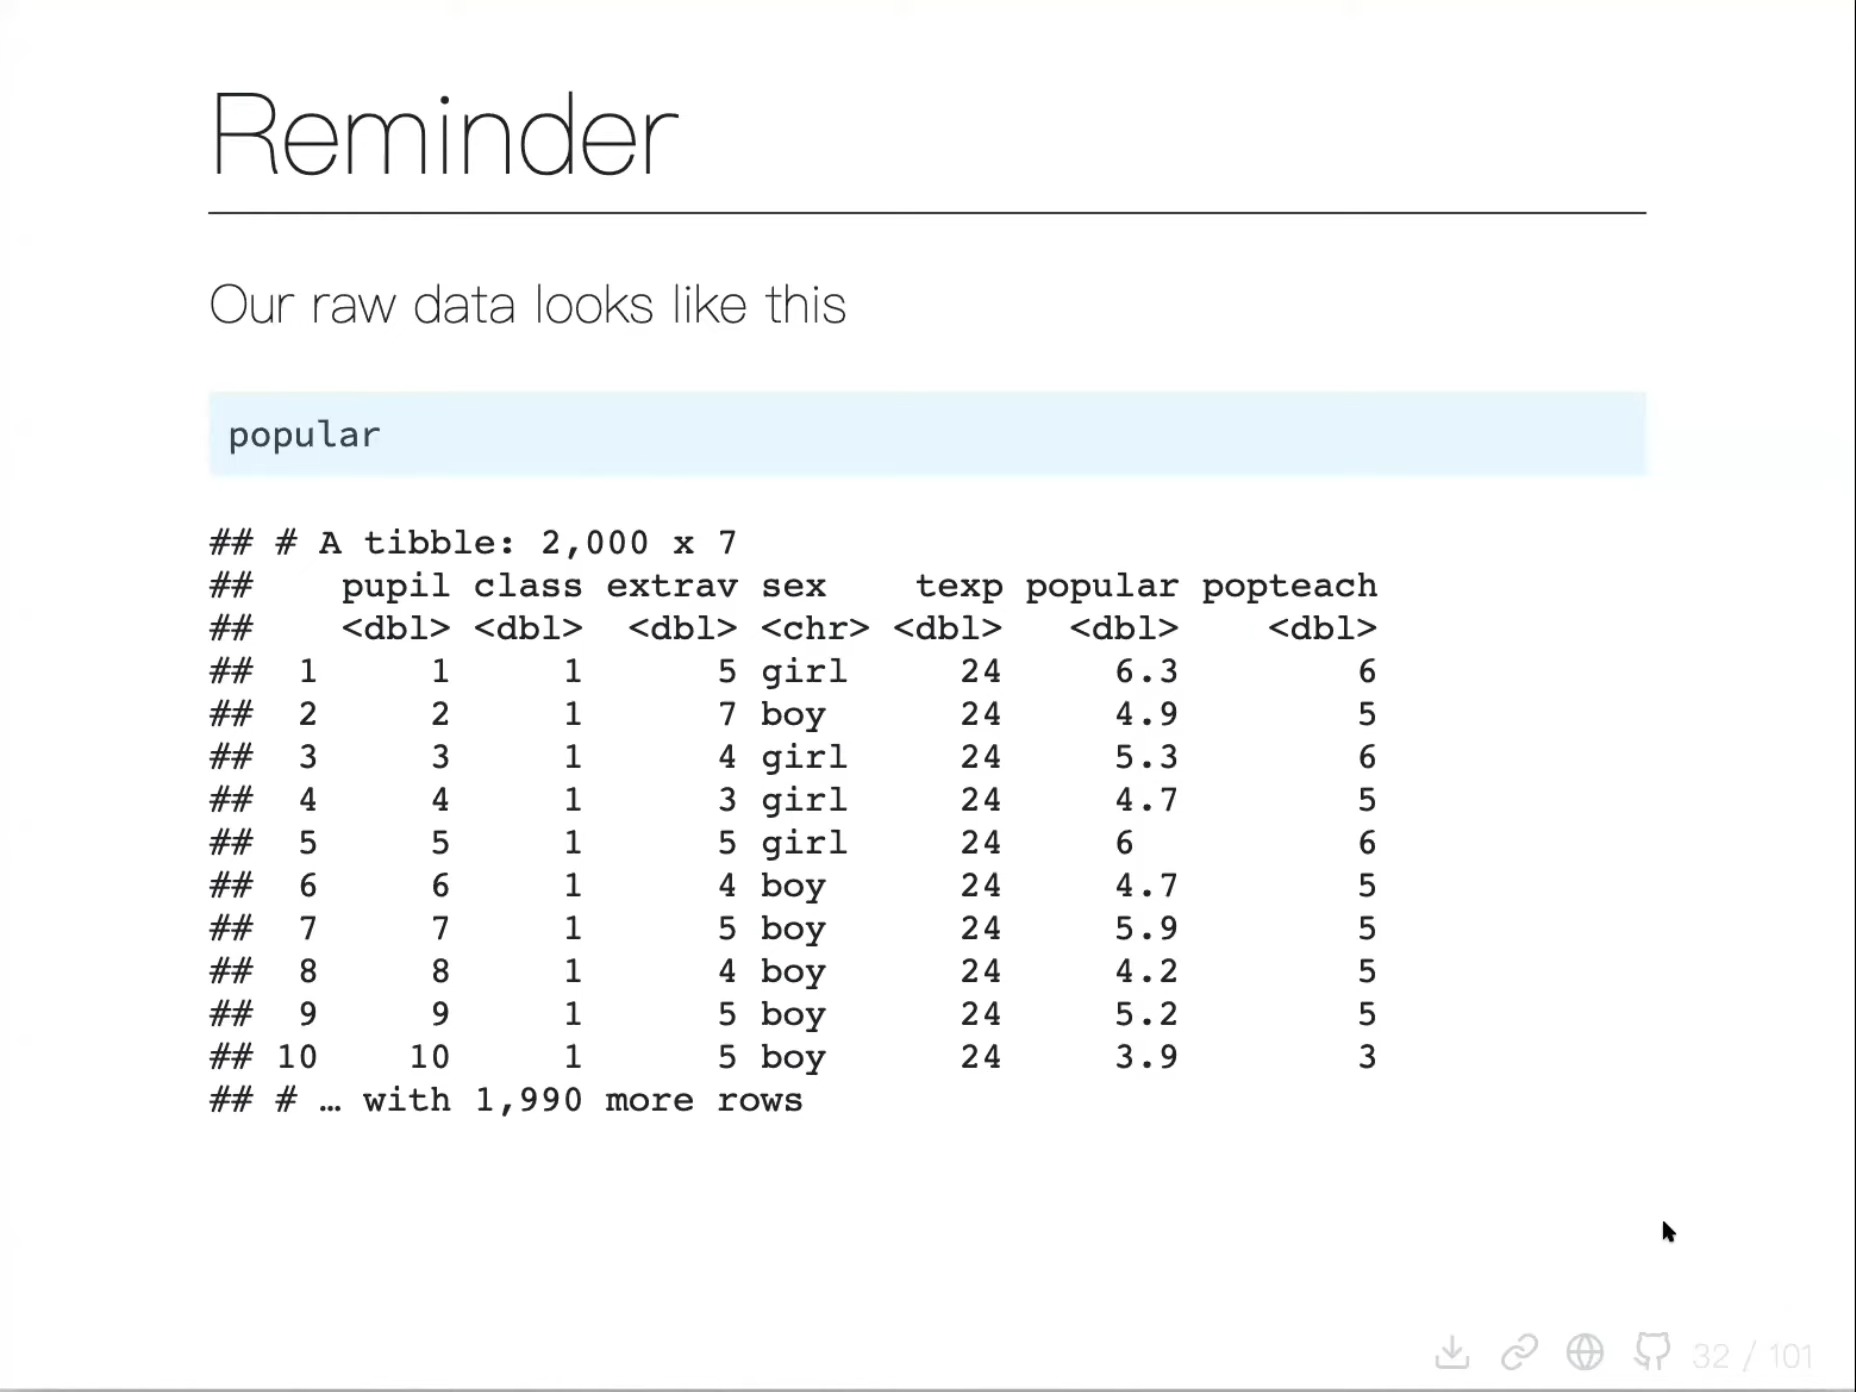 Reminder
Our raw data looks like this
popular
## # A tibble: 2,000 x 7
##    pupil class extrav sex    texp popular popteach
##    <dbl> <dbl>  <dbl> <chr> <dbl>   <dbl>    <dbl>
##  1     1     1      5 girl     24     6.3        6
##  2     2     1      7 boy      24     4.9        5
##  3     3     1      4 girl     24     5.3        6
##  4     4     1      3 girl     24     4.7        5
##  5     5     1      5 girl     24     6          6
##  6     6     1      4 boy      24     4.7        5
##  7     7     1      5 boy      24     5.9        5
##  8     8     1      4 boy      24     4.2        5
##  9     9     1      5 boy      24     5.2        5
## 10    10     1      5 boy      24     3.9        3
## # … with 1,990 more rows
32 / 101